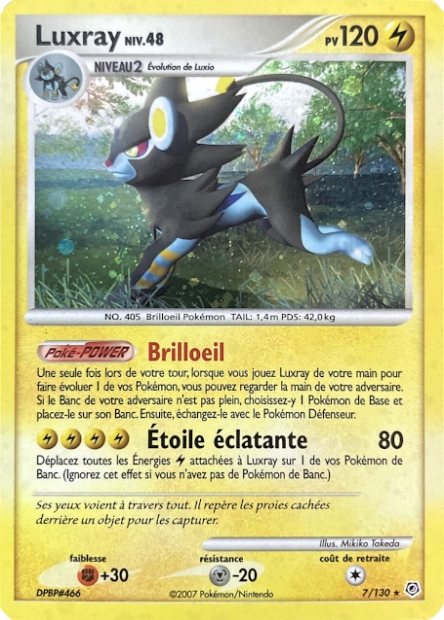 Luxray NIV.48 PV 120
NIVEAU2 Évolution de Luxio
NO. 405 Brilloeil Pokémon TAIL: 1,4m PDS: 42,0kg
Poké-POWER Brilloeil
Une seule fois lors de votre tour, lorsque vous jouez Luxray de votre main pour
faire évoluer 1 de vos Pokémon, vous pouvez regarder la main de votre adversaire.
Si le Banc de votre adversaire n'est pas plein, choisissez-y 1 Pokémon de Base et
placez-le sur son Banc. Ensuite, échangez-le avec le Pokémon Défenseur.
Étoile éclatante 80
Déplacez toutes les Énergies attachées à Luxray sur 1 de vos Pokémon de
Banc. (Ignorez cet effet si vous n'avez pas de Pokémon de Banc.)
Ses yeux voient à travers tout. Il repère les proies cachées
derrière un objet pour les capturer.
Illus. Mikiko Takeda
faiblesse résistance coût de retraite
+30 -20
DPBP#466 ©2007 Pokémon/Nintendo 7/130 ★